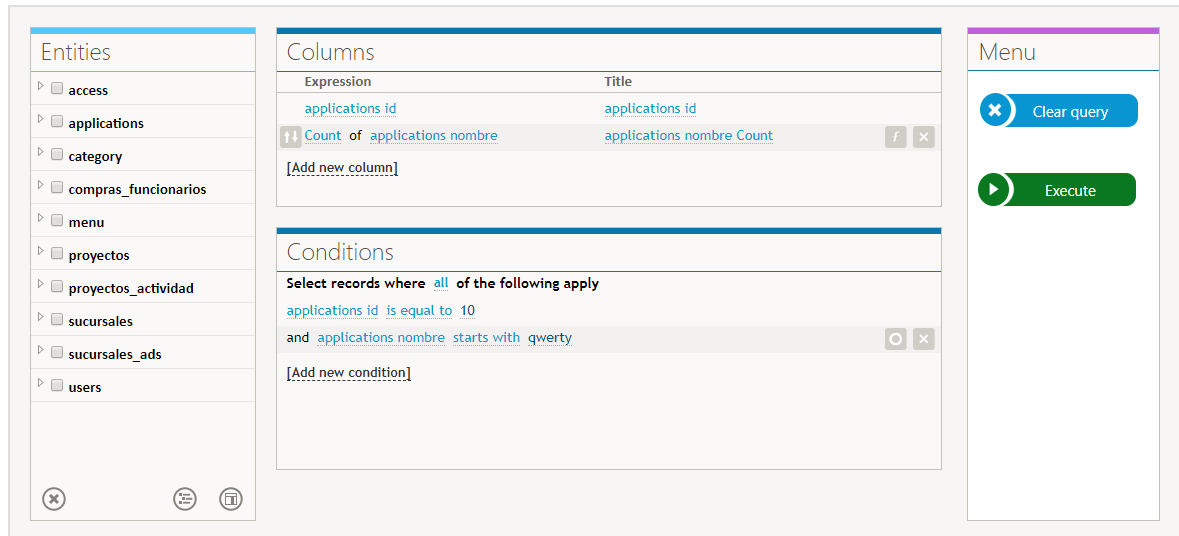 Entities
access
applications
category
compras_funcionarios
menu
proyectos
proyectos_actividad
sucursales
sucursales_ads
users
Columns
Expression Title
applications id applications id
Count of applications nombre applications nombre Count
[Add new column]
Conditions
Select records where all of the following apply
applications id is equal to 10
and applications nombre starts with qwerty
[Add new condition]
Menu
Clear query
Execute